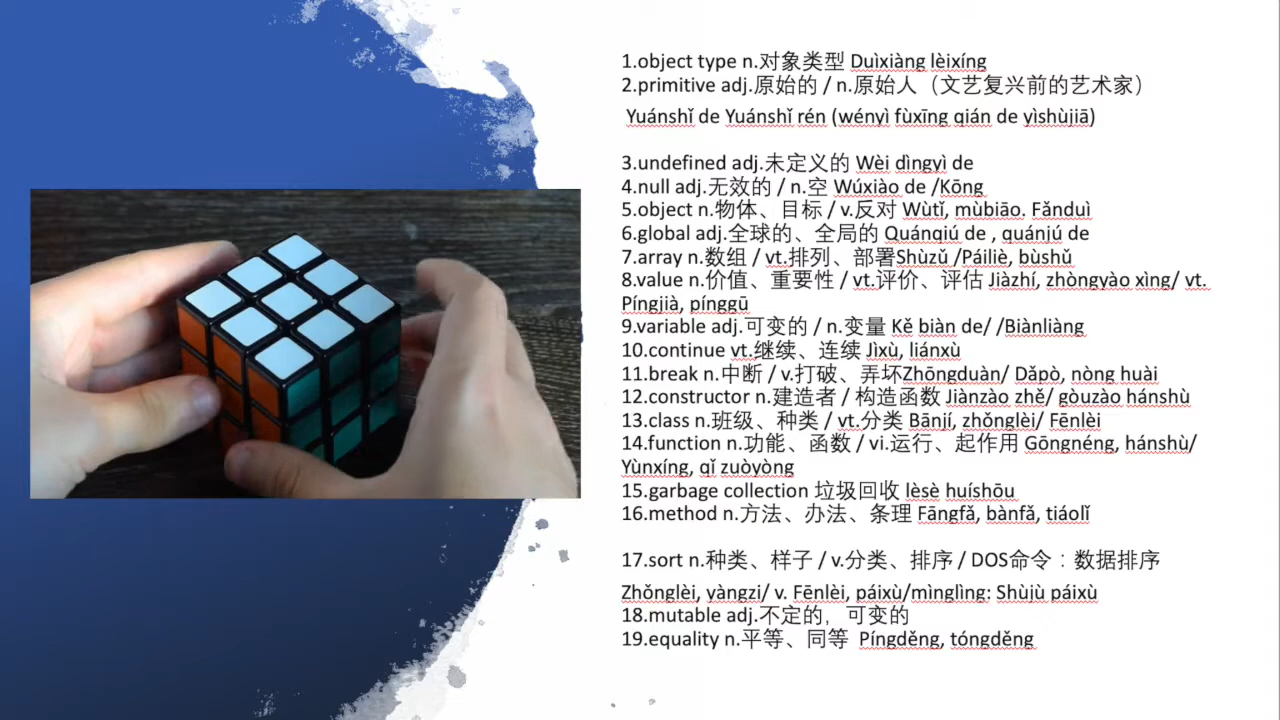 1.object type n.对象类型 Duìxiàng lèixíng
2.primitive adj.原始的 / n.原始人（文艺复兴前的艺术家）
Yuánshǐ de Yuánshǐ rén (wényì fùxīng qián de yìshùjiā)
3.undefined adj.未定义的 Wèi dìngyì de
4.null adj.无效的 / n.空 Wúxiào de /Kōng
5.object n.物体、目标 / v.反对 Wùtǐ, mùbiāo. Fǎnduì
6.global adj.全球的、全局的 Quánqiú de , quánjú de
7.array n.数组 / vt.排列、部署Shùzǔ /Páiliè, bùshǔ
8.value n.价值、重要性 / vt.评价、评估 Jiàzhí, zhòngyào xìng/ vt.
Píngjià, pínggū
9.variable adj.可变的 / n.变量 Kě biàn de/ /Biànliàng
10.continue vt.继续、连续 Jìxù, liánxù
11.break n.中断 / v.打破、弄坏Zhōngduàn/ Dǎpò, nòng huài
12.constructor n.建造者 / 构造函数 Jiànzào zhě/ gòuzào hánshù
13.class n.班级、种类 / vt.分类 Bānjí, zhǒnglèi/ Fēnlèi
14.function n.功能、函数 / vi.运行、起作用 Gōngnéng, hánshù/
Yùnxíng, qǐ zuòyòng
15.garbage collection 垃圾回收 lèsè huíshōu
16.method n.方法、办法、条理 Fāngfǎ, bànfǎ, tiáolǐ
17.sort n.种类、样子 / v.分类、排序 / DOS命令：数据排序
Zhǒnglèi, yàngzi/ v. Fēnlèi, páixù/mìnglìng: Shùjù páixù
18.mutable adj.不定的，可变的
19.equality n.平等、同等 Píngděng, tóngděng